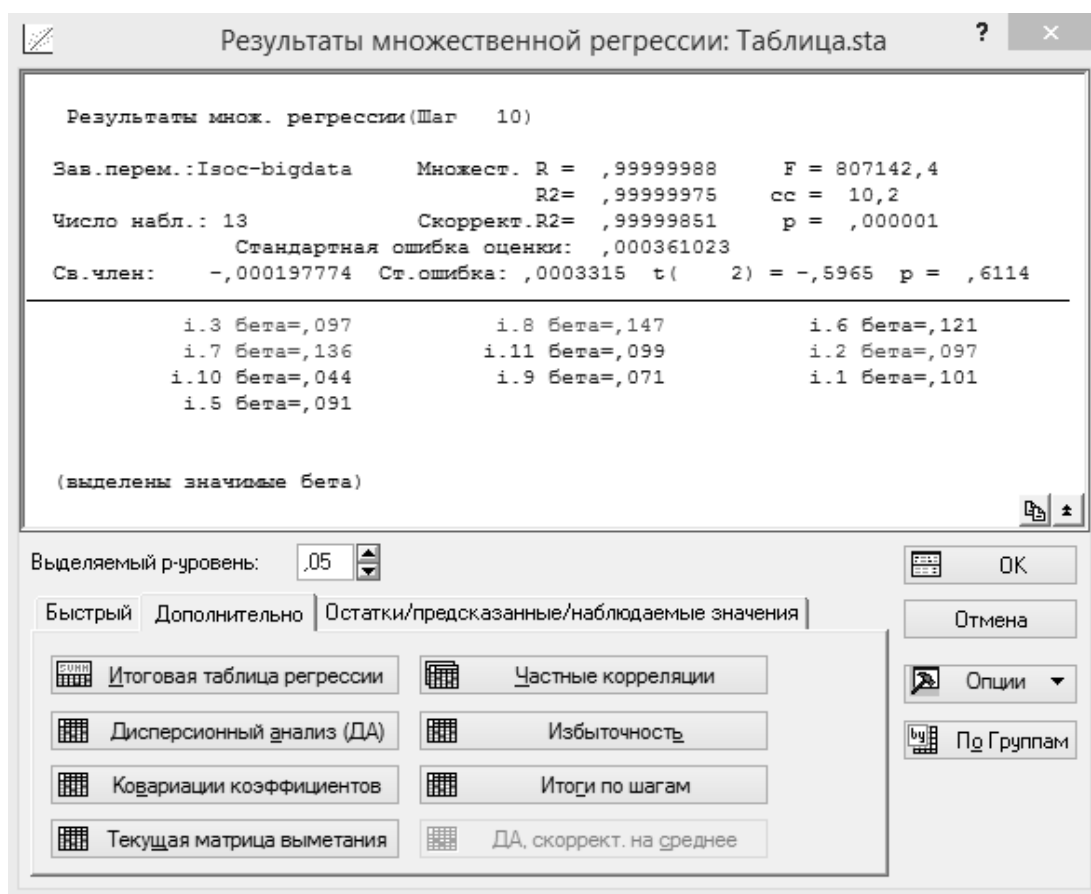 Результаты множественной регрессии: Таблица.sta ? ×
Результаты множ. регрессии(Шаг 10)
Зав.перем.:Isoc-bigdata Множест. R = ,99999988 F = 807142,4
R2= ,99999975 сс = 10,2
Число набл.: 13 Скоррект.R2= ,99999851 p = ,000001
Стандартная ошибка оценки: ,000361023
Св.член: -,000197774 Ст.ошибка: ,0003315 t( 2) = -,5965 p = ,6114
i.3 бета=,097 i.8 бета=,147 i.6 бета=,121
i.7 бета=,136 i.11 бета=,099 i.2 бета=,097
i.10 бета=,044 i.9 бета=,071 i.1 бета=,101
i.5 бета=,091
(выделены значимые бета)
Выделяемый p-уровень: ,05
OK
Быстрый Дополнительно Остатки/предсказанные/наблюдаемые значения
Отмена
Итоговая таблица регрессии Частные корреляции
Опции
Дисперсионный анализ (ДА) Избыточность
По Группам
Ковариации коэффициентов Итоги по шагам
Текущая матрица выметания ДА, скоррект. на среднее